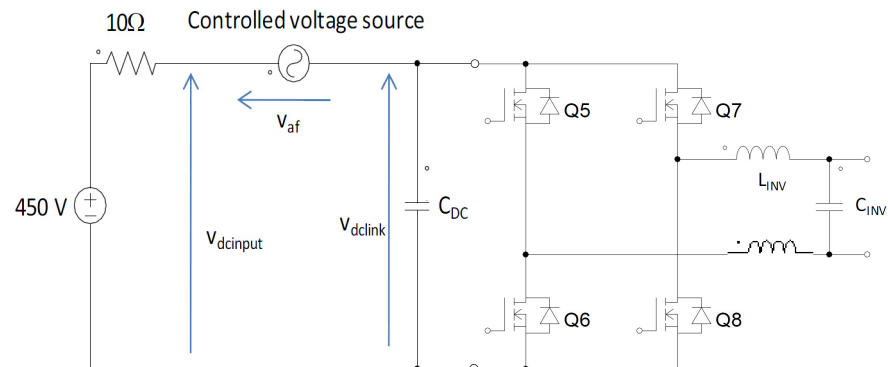 10Ω
Controlled voltage source
vaf
450 V
+
−
vdcinput
vdclink
CDC
Q5
Q7
LINV
CINV
Q6
Q8